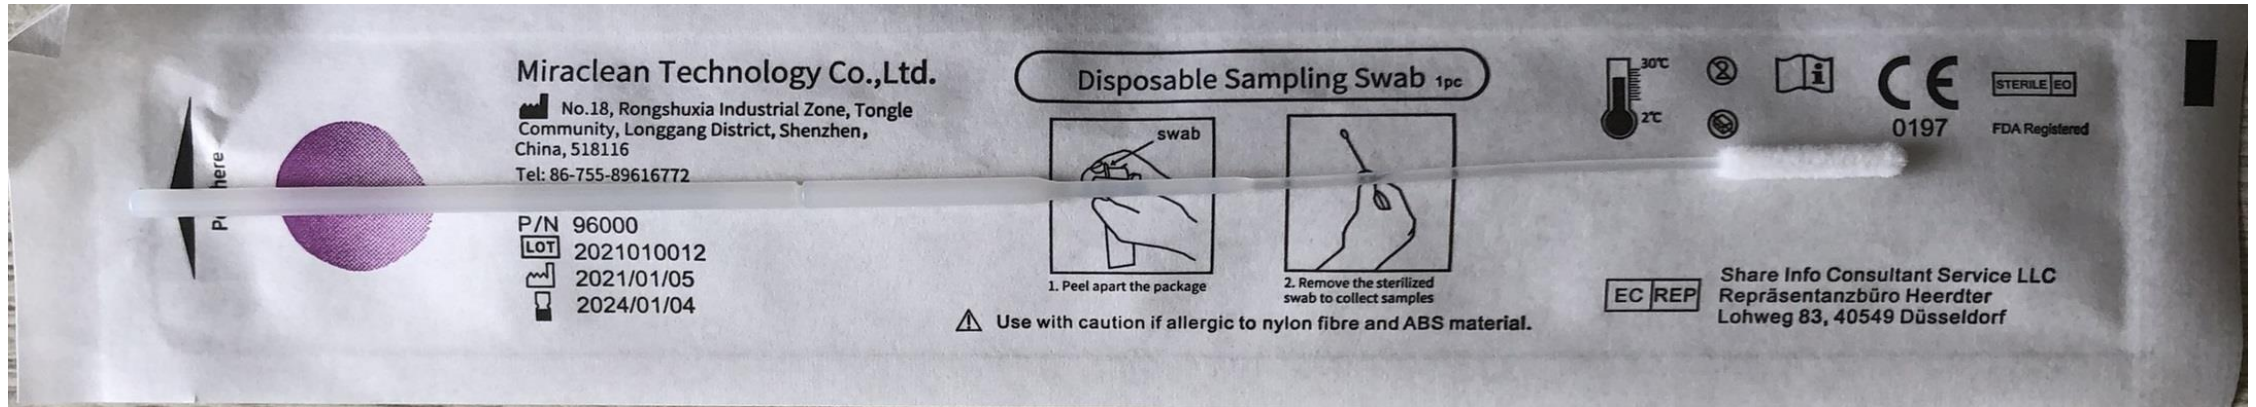 Miraclean Technology Co.,Ltd.
No.18, Rongshuxia Industrial Zone, Tongle
Community, Longgang District, Shenzhen,
China, 518116
Tel: 86-755-89616772
P/N 96000
LOT 2021010012
2021/01/05
2024/01/04
Disposable Sampling Swab 1pc
swab
1. Peel apart the package
2. Remove the sterilized
swab to collect samples
Use with caution if allergic to nylon fibre and ABS material.
30℃
2℃
2
CE
0197
STERILE EO
FDA Registered
EC REP
Share Info Consultant Service LLC
Repräsentanzbüro Heerdter
Lohweg 83, 40549 Düsseldorf
here